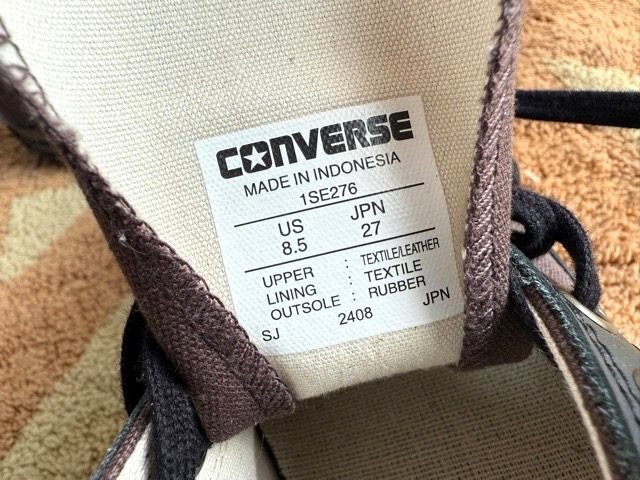 CONVERSE
MADE IN INDONESIA
1SE276
US JPN
8.5 27
UPPER : TEXTILE/LEATHER
LINING : TEXTILE
OUTSOLE : RUBBER
SJ 2408 JPN